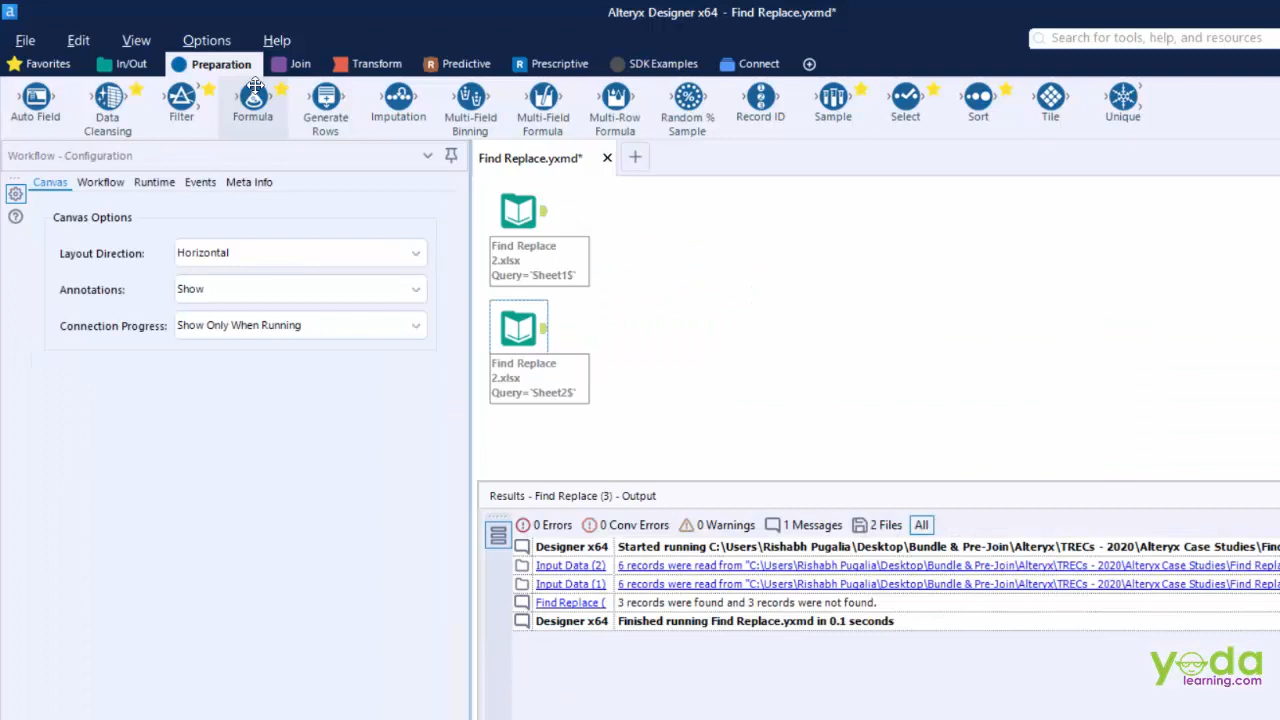 a Alteryx Designer x64 - Find Replace.yxmd*
File Edit View Options Help
Search for tools, help, and resources
Favorites In/Out Preparation Join Transform Predictive Prescriptive SDK Examples Connect
Auto Field
Data Cleansing
Filter
Formula
Generate Rows
Imputation
Multi-Field Binning
Multi-Field Formula
Multi-Row Formula
Random % Sample
Record ID
Sample
Select
Sort
Tile
Unique
Workflow - Configuration
Canvas Workflow Runtime Events Meta Info
Canvas Options
Layout Direction: Horizontal
Annotations: Show
Connection Progress: Show Only When Running
Find Replace.yxmd*
Find Replace
2.xlsx
Query=`Sheet1$`
Find Replace
2.xlsx
Query=`Sheet2$`
Results - Find Replace (3) - Output
0 Errors 0 Conv Errors 0 Warnings 1 Messages 2 Files All
Designer x64 Started running C:\Users\Rishabh Pugalia\Desktop\Bundle & Pre-Join\Alteryx\TRECs - 2020\Alteryx Case Studies\Find
Input Data (2) 6 records were read from "C:\Users\Rishabh Pugalia\Desktop\Bundle & Pre-Join\Alteryx\TRECs - 2020\Alteryx Case Studies\Find Repla
Input Data (1) 6 records were read from "C:\Users\Rishabh Pugalia\Desktop\Bundle & Pre-Join\Alteryx\TRECs - 2020\Alteryx Case Studies\Find Repla
Find Replace ( 3 records were found and 3 records were not found.
Designer x64 Finished running Find Replace.yxmd in 0.1 seconds
yoda
learning.com